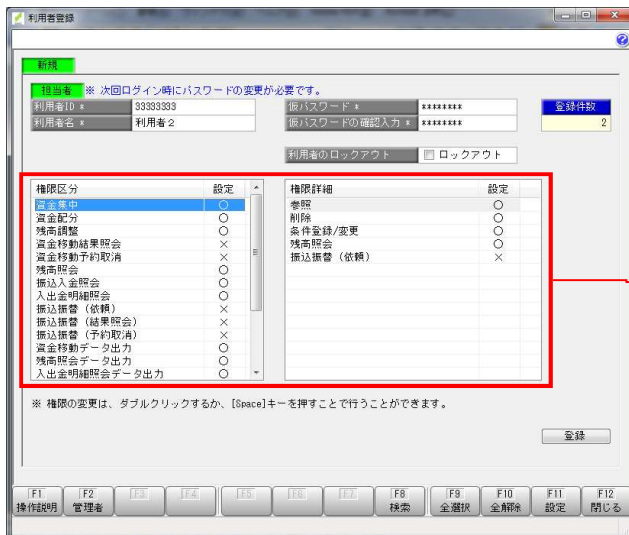 利用者登録
新規
担当者 ※ 次回ログイン時にパスワードの変更が必要です。
利用者ID * 33333333 仮パスワード * ******** 登録件数
利用者名 * 利用者2 仮パスワードの確認入力 * ******** 2
利用者のロックアウト ロックアウト
権限区分 設定 権限詳細 設定
資金集中 ○ 参照 ○
資金配分 ○ 削除 ○
残高調整 ○ 条件登録/変更 ○
資金移動結果照会 × 残高照会 ○
資金移動予約取消 × 振込振替(依頼) ×
残高照会 ○
振込入金照会 ○
入出金明細照会 ○
振込振替(依頼) ×
振込振替(結果照会) ×
振込振替(予約取消) ×
資金移動データ出力 ○
残高照会データ出力 ○
入出金明細照会データ出力 ○
※ 権限の変更は、ダブルクリックするか、[Space]キーを押すことで行うことができます。
登録
F1 F2 F3 F4 F5 F6 F7 F8 F9 F10 F11 F12
操作説明 管理者 検索 全選択 全解除 設定 閉じる